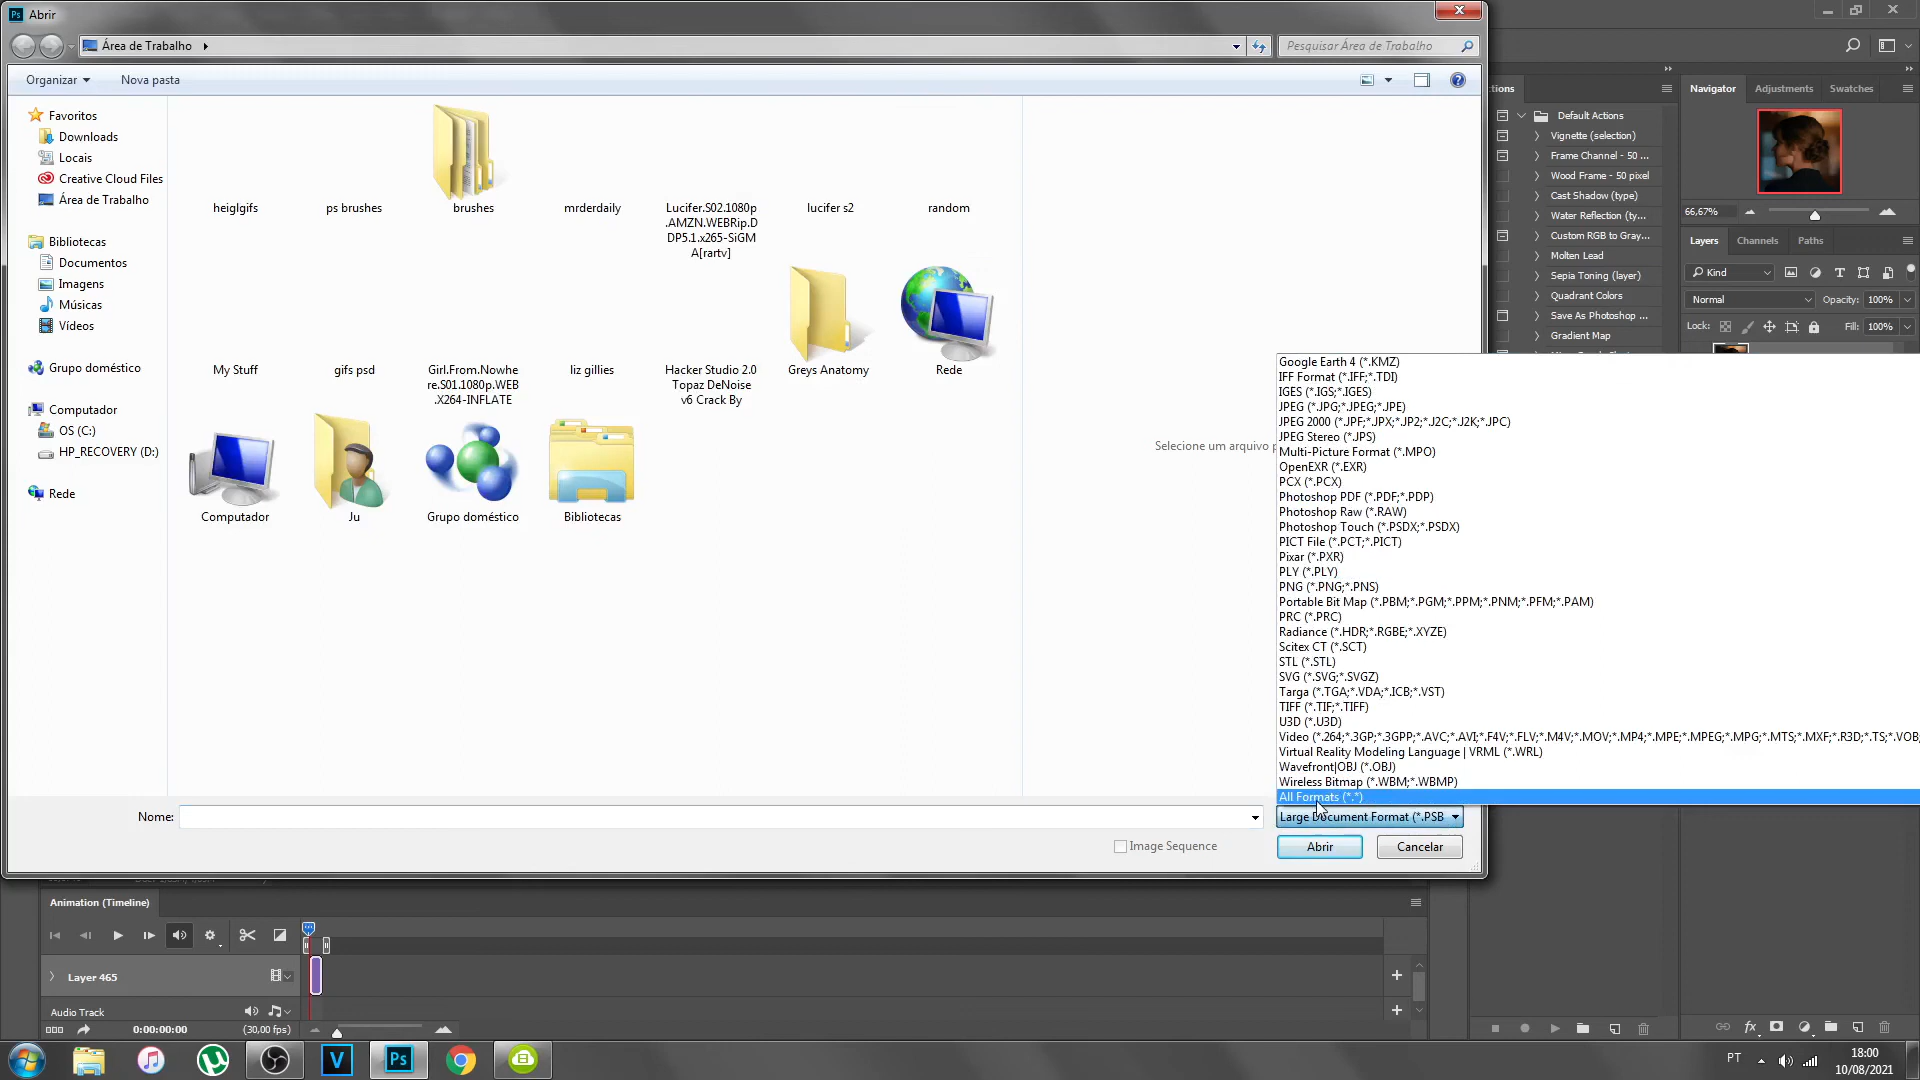 Abrir
Área de Trabalho
Pesquisar Área de Trabalho
Organizar
Nova pasta
Favoritos
Downloads
Locais
Creative Cloud Files
Área de Trabalho
Bibliotecas
Documentos
Imagens
Músicas
Vídeos
Grupo doméstico
Computador
OS (C:)
HP_RECOVERY (D:)
Rede
heiglgifs
ps brushes
brushes
mrderdaily
Lucifer.S02.1080p
.AMZN.WEBRip.D
DP5.1.x265-SiGM
A[rartv]
lucifer s2
random
My Stuff
gifs psd
Girl.From.Nowhe
re.S01.1080p.WEB
.X264-INFLATE
liz gillies
Hacker Studio 2.0
Topaz DeNoise
v6 Crack By
Greys Anatomy
Rede
Computador
Ju
Grupo doméstico
Bibliotecas
Selecione um arquivo
Google Earth 4 (*.KMZ)
IFF Format (*.IFF;*.TDI)
IGES (*.IGS;*.IGES)
JPEG (*.JPG;*.JPEG;*.JPE)
JPEG 2000 (*.JPF;*.JPX;*.JP2;*.J2C;*.J2K;*.JPC)
JPEG Stereo (*.JPS)
Multi-Picture Format (*.MPO)
OpenEXR (*.EXR)
PCX (*.PCX)
Photoshop PDF (*.PDF;*.PDP)
Photoshop Raw (*.RAW)
Photoshop Touch (*.PSDX;*.PSDX)
PICT File (*.PCT;*.PICT)
Pixar (*.PXR)
PLY (*.PLY)
PNG (*.PNG;*.PNS)
Portable Bit Map (*.PBM;*.PGM;*.PPM;*.PNM;*.PFM;*.PAM)
PRC (*.PRC)
Radiance (*.HDR;*.RGBE;*.XYZE)
Scitex CT (*.SCT)
STL (*.STL)
SVG (*.SVG;*.SVGZ)
Targa (*.TGA;*.VDA;*.ICB;*.VST)
TIFF (*.TIF;*.TIFF)
U3D (*.U3D)
Video (*.264;*.3GP;*.3GPP;*.AVC;*.AVI;*.F4V;*.FLV;*.M4V;*.MOV;*.MP4;*.MPE;*.MPEG;*.MPG;*.MTS;*.MXF;*.R3D;*.TS;*.VOB;
Virtual Reality Modeling Language | VRML (*.WRL)
Wavefront|OBJ (*.OBJ)
Wireless Bitmap (*.WBM;*.WBMP)
All Formats (*.*)
Nome:
Large Document Format (*.PSB
Image Sequence
Abrir
Cancelar
ctions
Default Actions
Vignette (selection)
Frame Channel - 50 ...
Wood Frame - 50 pixel
Cast Shadow (type)
Water Reflection (ty...
Custom RGB to Gray...
Molten Lead
Sepia Toning (layer)
Quadrant Colors
Save As Photoshop ...
Gradient Map
Navigator
Adjustments
Swatches
66,67%
Layers
Channels
Paths
Kind
Normal
Opacity: 100%
Lock:
Fill: 100%
Animation (Timeline)
Layer 465
Audio Track
0:00:00:00
(30,00 fps)
PT
18:00
10/08/2021